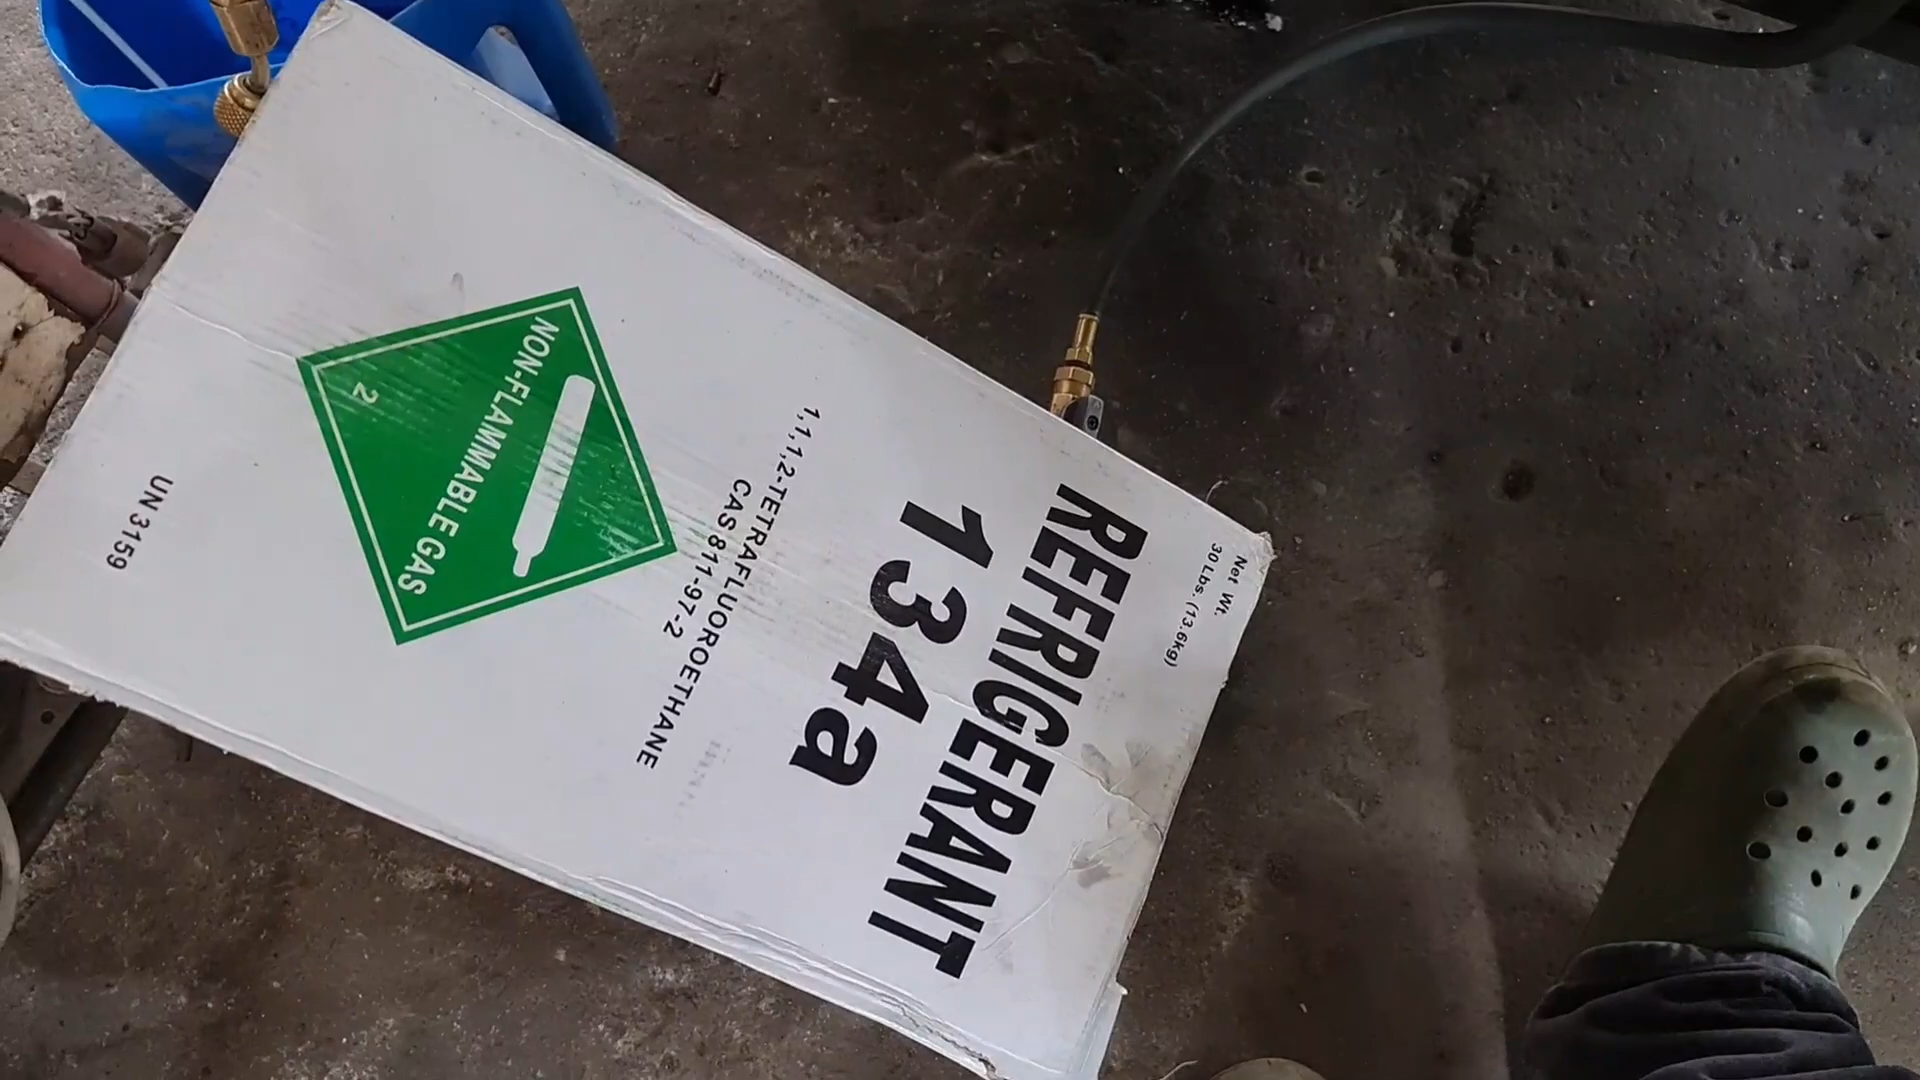 Net Wt.
30 Lbs. (13.6kg)
REFRIGERANT
134a
1,1,1,2-TETRAFLUOROETHANE
CAS 811-97-2
NON-FLAMMABLE GAS
2
UN 3159